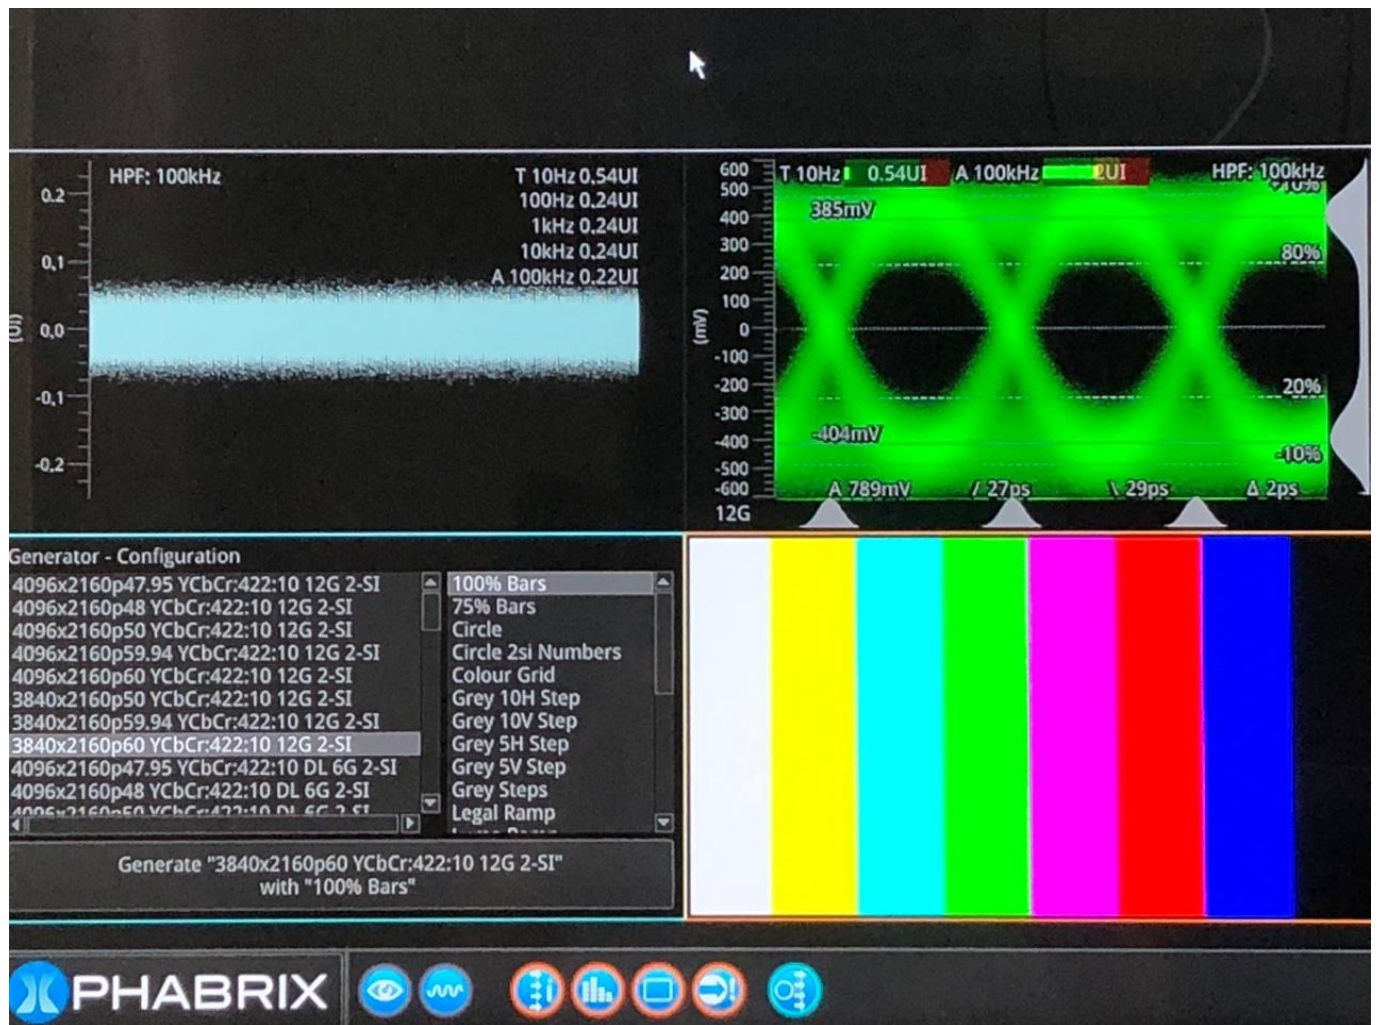 HPF: 100kHz
T 10Hz 0.54UI
100Hz 0.24UI
1kHz 0.24UI
10kHz 0.24UI
A 100kHz 0.22UI
0.2
0.1
0.0
-0.1
-0.2
(UI)
T 10Hz 0.54UI A 100kHz 2UI HPF: 100kHz
600
500
400
300
200
100
0
-100
-200
-300
-400
-500
-600
(mV)
385mV
80%
20%
-404mV
-10%
A 789mV / 27ps \ 29ps Δ 2ps
12G
Generator - Configuration
4096x2160p47.95 YCbCr:422:10 12G 2-SI
4096x2160p48 YCbCr:422:10 12G 2-SI
4096x2160p50 YCbCr:422:10 12G 2-SI
4096x2160p59.94 YCbCr:422:10 12G 2-SI
4096x2160p60 YCbCr:422:10 12G 2-SI
3840x2160p50 YCbCr:422:10 12G 2-SI
3840x2160p59.94 YCbCr:422:10 12G 2-SI
3840x2160p60 YCbCr:422:10 12G 2-SI
4096x2160p47.95 YCbCr:422:10 DL 6G 2-SI
4096x2160p48 YCbCr:422:10 DL 6G 2-SI
4096x2160p50 YCbCr:422:10 DL 6G 2-SI
100% Bars
75% Bars
Circle
Circle 2si Numbers
Colour Grid
Grey 10H Step
Grey 10V Step
Grey 5H Step
Grey 5V Step
Grey Steps
Legal Ramp
Generate "3840x2160p60 YCbCr:422:10 12G 2-SI"
with "100% Bars"
PHABRIX